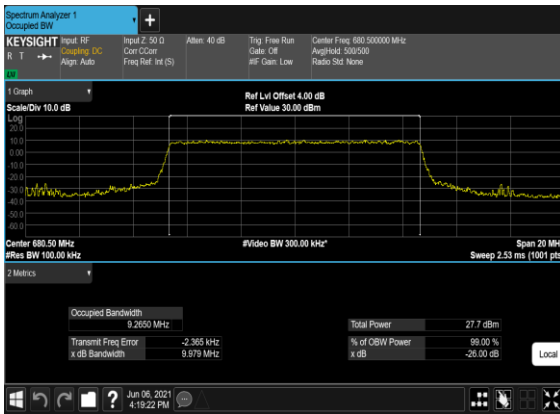 Spectrum Analyzer 1
Occupied BW
KEYSIGHT
R T
Input: RF
Coupling: DC
Align: Auto
Input Z: 50 Ω
Corr CCorr
Freq Ref: Int (S)
Atten: 40 dB
Trig: Free Run
Gate: Off
#IF Gain: Low
Center Freq: 680.500000 MHz
Avg|Hold: 500/500
Radio Std: None
1 Graph
Scale/Div 10.0 dB
Ref Lvl Offset 4.00 dB
Ref Value 30.00 dBm
Log
20.0
10.0
0.00
-10.0
-20.0
-30.0
-40.0
-50.0
-60.0
Center 680.50 MHz
#Res BW 100.00 kHz
#Video BW 300.00 kHz*
Span 20 MH
Sweep 2.53 ms (1001 pts
2 Metrics
Occupied Bandwidth
9.2650 MHz
Transmit Freq Error -2.365 kHz
x dB Bandwidth 9.979 MHz
Total Power 27.7 dBm
% of OBW Power 99.00 %
x dB -26.00 dB
Local
?
Jun 06, 2021
4:19:22 PM